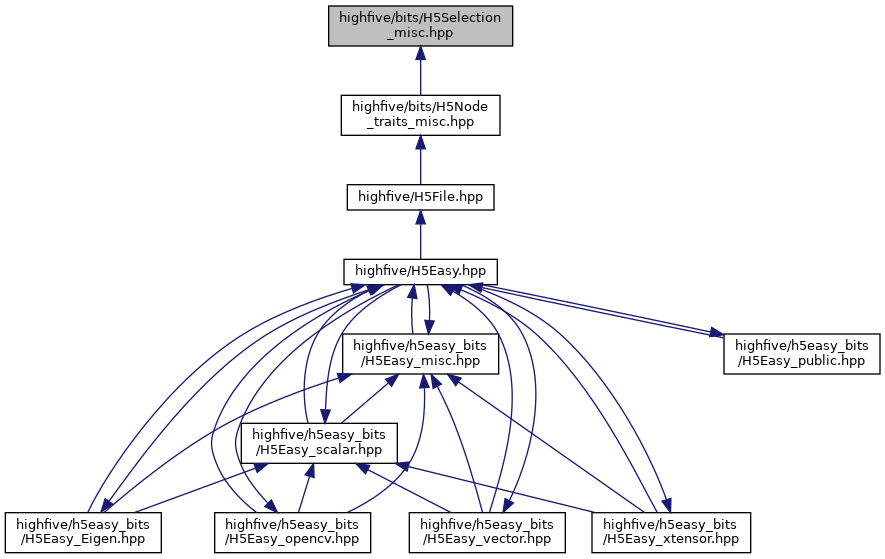 highfive/bits/H5Selection
_misc.hpp
highfive/bits/H5Node
_traits_misc.hpp
highfive/H5File.hpp
highfive/H5Easy.hpp
highfive/h5easy_bits
/H5Easy_misc.hpp
highfive/h5easy_bits
/H5Easy_public.hpp
highfive/h5easy_bits
/H5Easy_scalar.hpp
highfive/h5easy_bits
/H5Easy_Eigen.hpp
highfive/h5easy_bits
/H5Easy_opencv.hpp
highfive/h5easy_bits
/H5Easy_vector.hpp
highfive/h5easy_bits
/H5Easy_xtensor.hpp